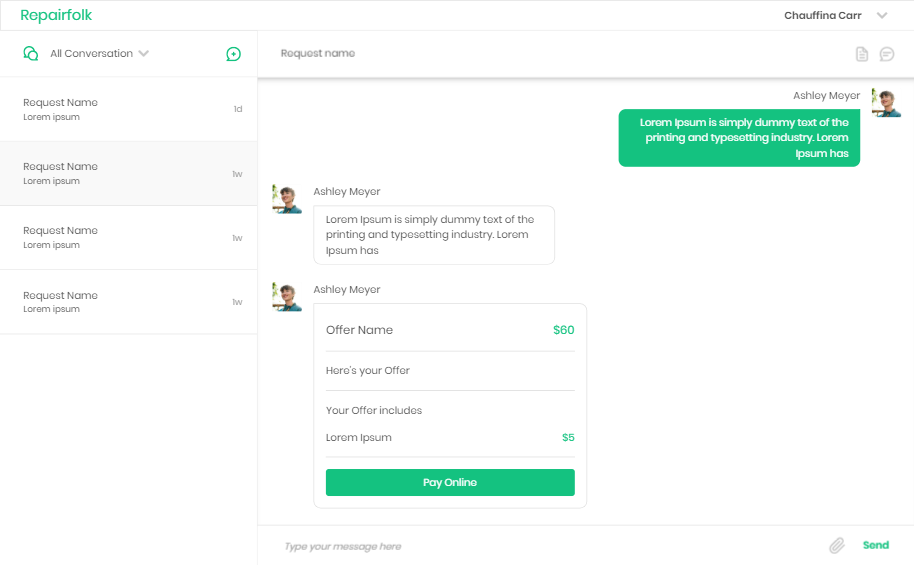 Repairfolk
Chauffina Carr
All Conversation
Request Name
Lorem ipsum
1d
Request Name
Lorem ipsum
1w
Request Name
Lorem ipsum
1w
Request Name
Lorem ipsum
1w
Request name
Ashley Meyer
Lorem Ipsum is simply dummy text of the
printing and typesetting industry. Lorem
Ipsum has
Ashley Meyer
Lorem Ipsum is simply dummy text of the
printing and typesetting industry. Lorem
Ipsum has
Ashley Meyer
Offer Name $60
Here's your Offer
Your Offer includes
Lorem Ipsum $5
Pay Online
Type your message here
Send